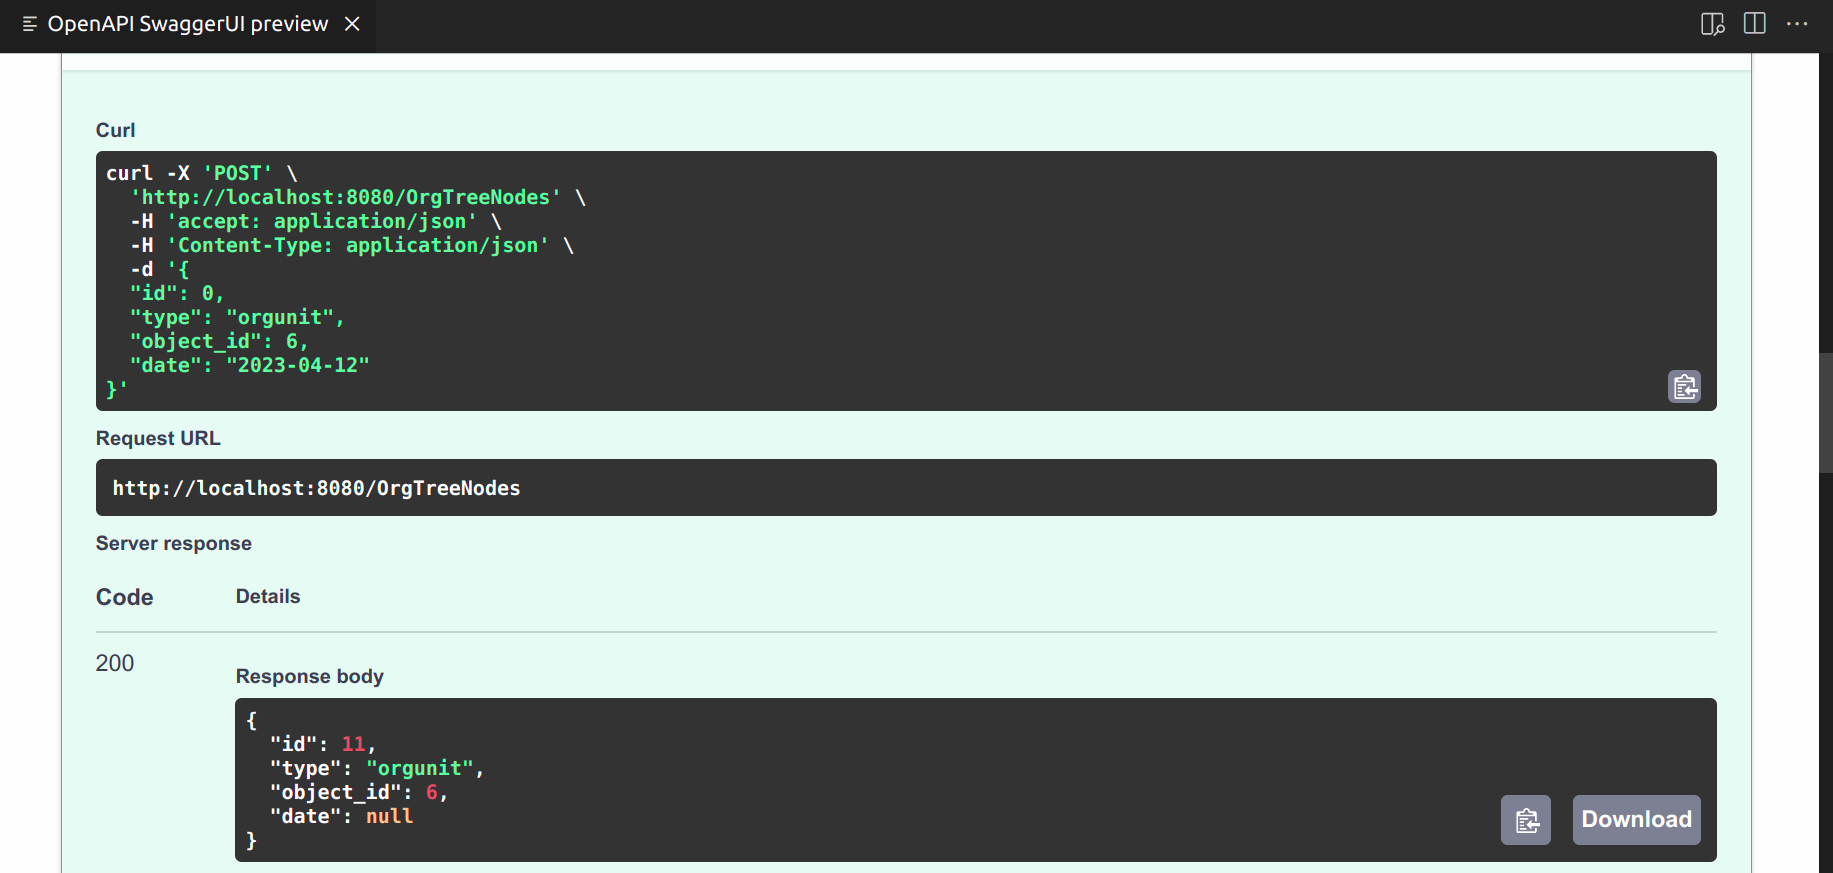 OpenAPI SwaggerUI preview
Curl
curl -X 'POST' \
  'http://localhost:8080/OrgTreeNodes' \
  -H 'accept: application/json' \
  -H 'Content-Type: application/json' \
  -d '{
  "id": 0,
  "type": "orgunit",
  "object_id": 6,
  "date": "2023-04-12"
}'
Request URL
http://localhost:8080/OrgTreeNodes
Server response
Code Details
200
Response body
{
  "id": 11,
  "type": "orgunit",
  "object_id": 6,
  "date": null
}
Download